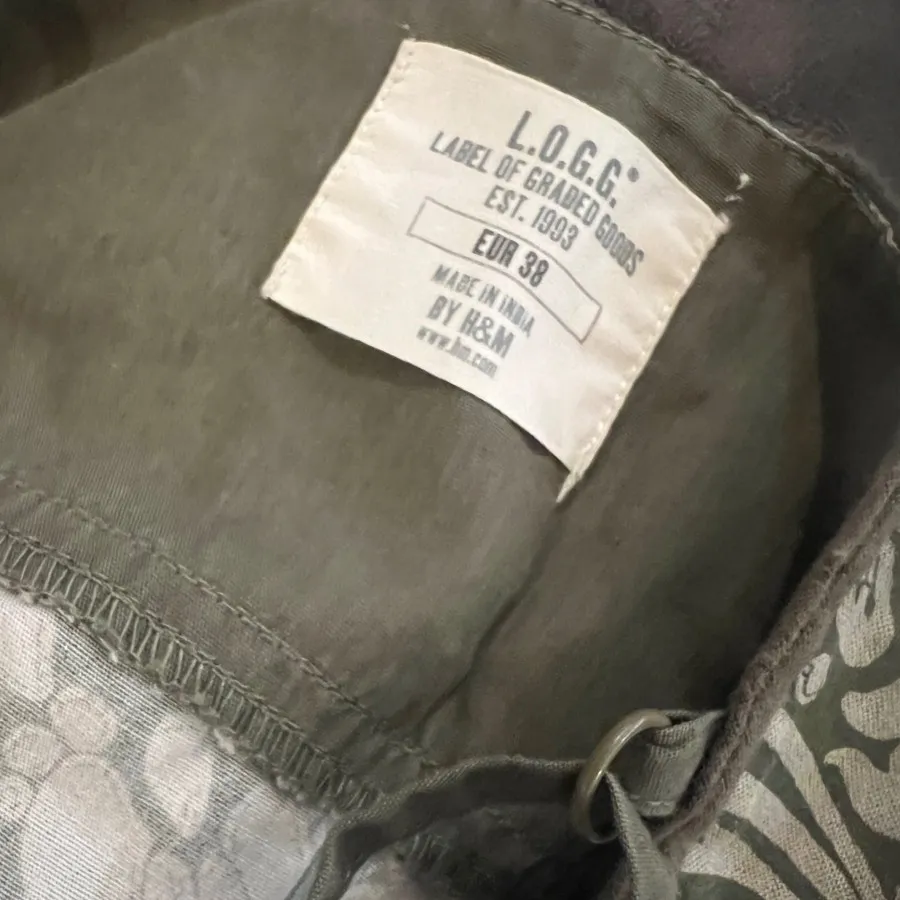 L.O.G.G.®
LABEL OF GRADED GOODS
EST. 1993
EUR 38
MADE IN INDIA
BY H&M
www.hm.com